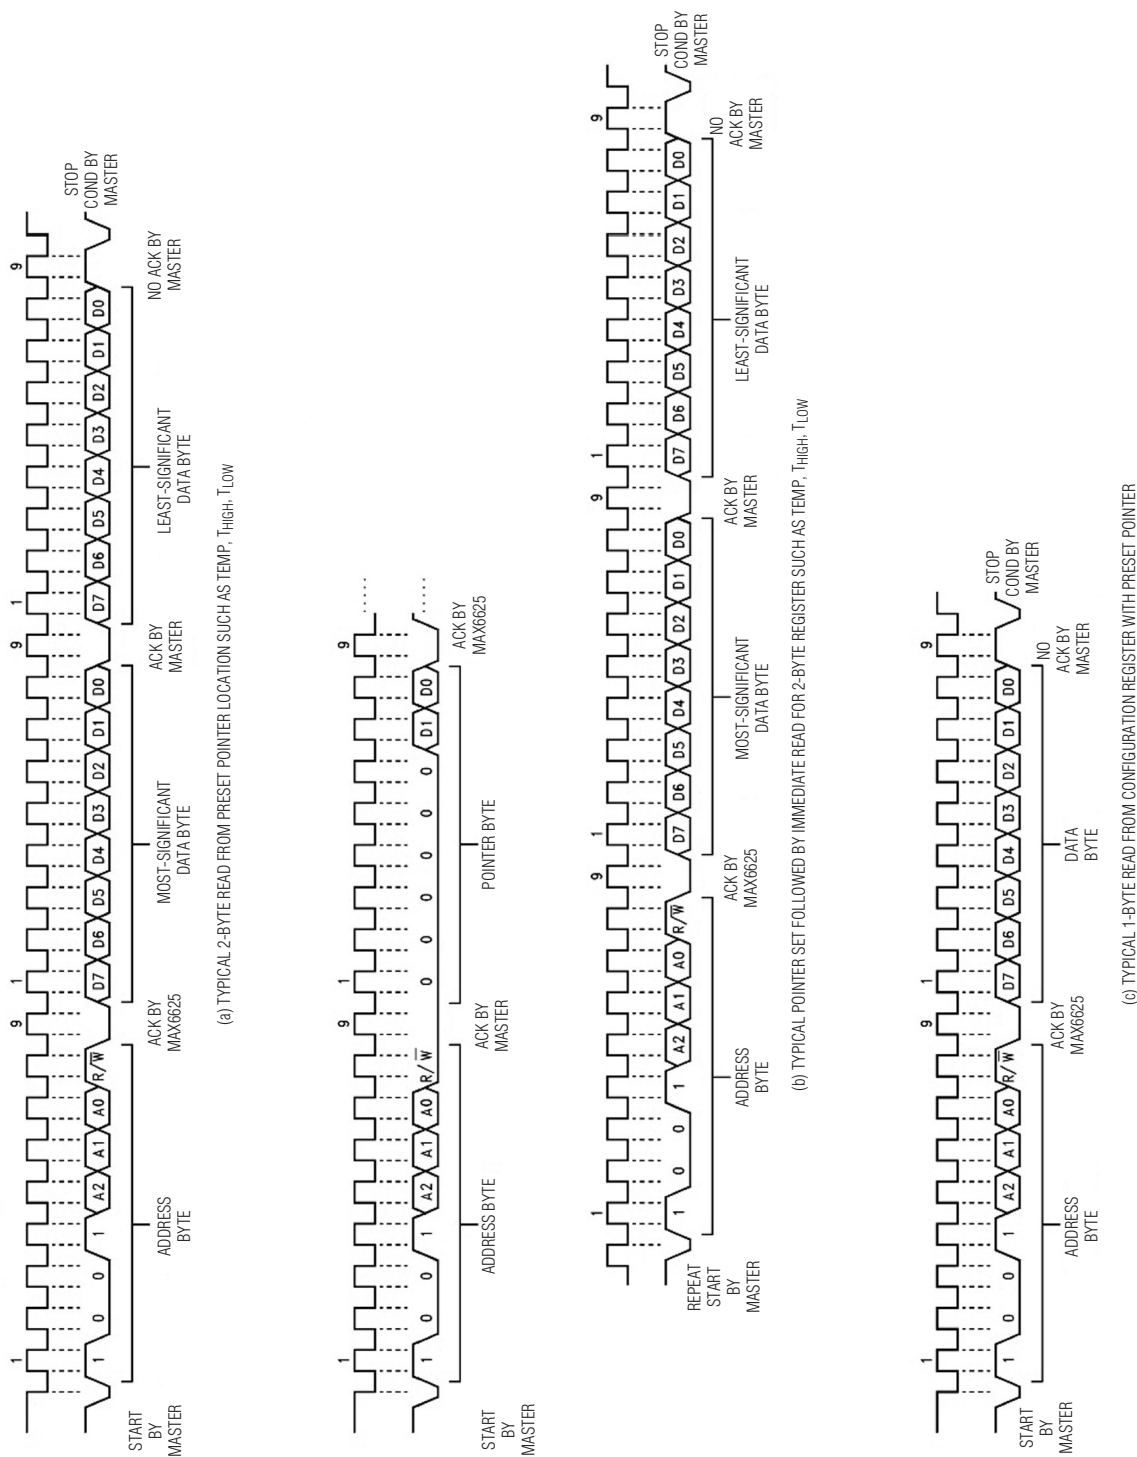 1 9 1 9 1 9
1 0 0 1 A2 A1 A0 R/W̅ D7 D6 D5 D4 D3 D2 D1 D0 D7 D6 D5 D4 D3 D2 D1 D0
START
BY
MASTER
ADDRESS
BYTE
ACK BY
MAX6625
MOST-SIGNIFICANT
DATA BYTE
ACK BY
MASTER
LEAST-SIGNIFICANT
DATA BYTE
NO ACK BY
MASTER
STOP
COND BY
MASTER
(a) TYPICAL 2-BYTE READ FROM PRESET POINTER LOCATION SUCH AS TEMP, THIGH, TLOW
1 9 1 9
1 0 0 1 A2 A1 A0 R/W̅ 0 0 0 0 0 0 D1 D0
START
BY
MASTER
ADDRESS BYTE
ACK BY
MASTER
POINTER BYTE
ACK BY
MAX6625
1 9 1 9 1 9
1 0 0 1 A2 A1 A0 R/W̅ D7 D6 D5 D4 D3 D2 D1 D0 D7 D6 D5 D4 D3 D2 D1 D0
REPEAT
START
BY
MASTER
ADDRESS
BYTE
ACK BY
MAX6625
MOST-SIGNIFICANT
DATA BYTE
ACK BY
MASTER
LEAST-SIGNIFICANT
DATA BYTE
NO
ACK BY
MASTER
STOP
COND BY
MASTER
(b) TYPICAL POINTER SET FOLLOWED BY IMMEDIATE READ FOR 2-BYTE REGISTER SUCH AS TEMP, THIGH, TLOW
1 9 1 9
1 0 0 1 A2 A1 A0 R/W̅ D7 D6 D5 D4 D3 D2 D1 D0
START
BY
MASTER
ADDRESS
BYTE
ACK BY
MAX6625
DATA
BYTE
NO
ACK BY
MASTER
STOP
COND BY
MASTER
(c) TYPICAL 1-BYTE READ FROM CONFIGURATION REGISTER WITH PRESET POINTER